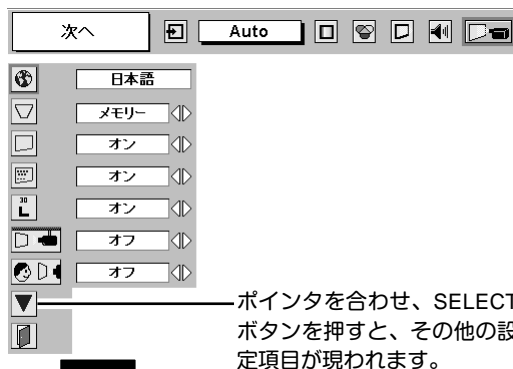 次へ
Auto
日本語
メモリー
オン
オン
30
L
オン
オフ
オフ
ポインタを合わせ、SELECT
ボタンを押すと、その他の設
定項目が現われます。